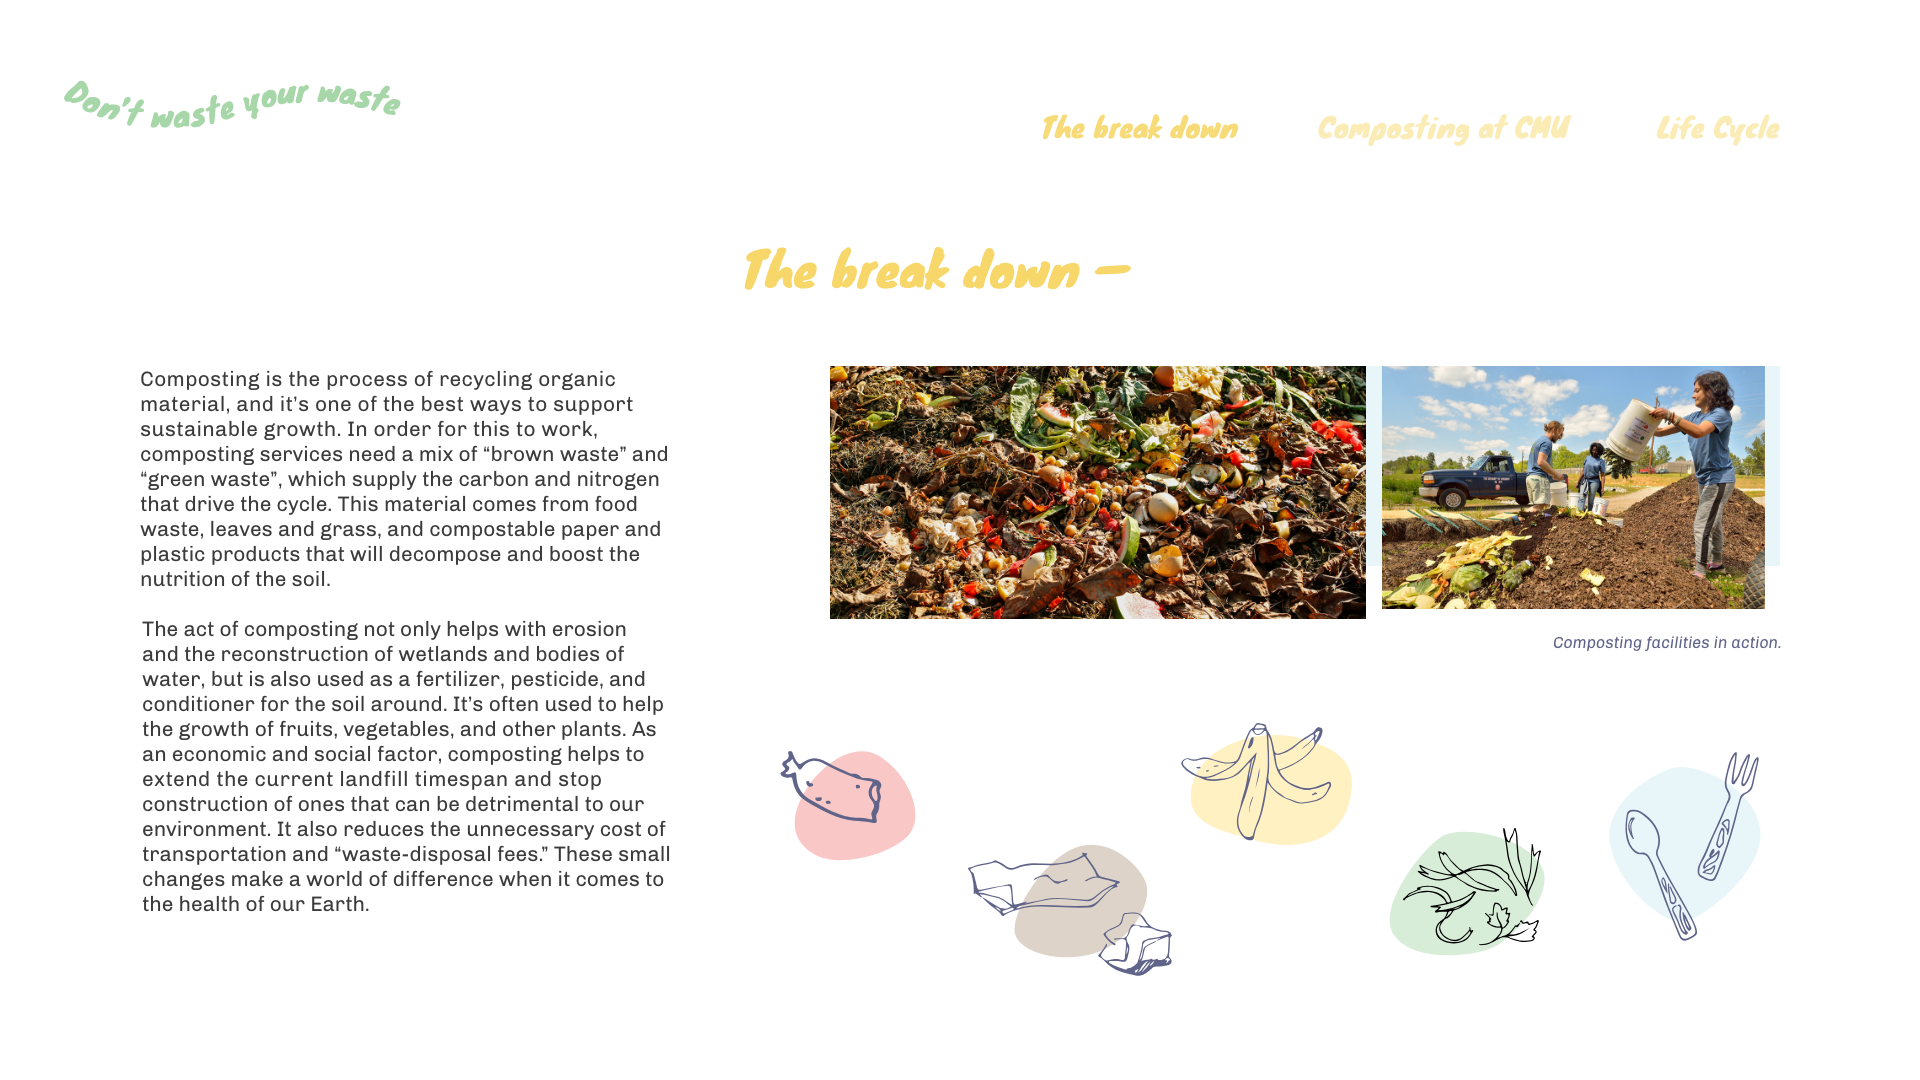 Don't waste your waste
The break down
Composting at CMU
Life Cycle
The break down —
Composting is the process of recycling organic
material, and it’s one of the best ways to support
sustainable growth. In order for this to work,
composting services need a mix of “brown waste” and
“green waste”, which supply the carbon and nitrogen
that drive the cycle. This material comes from food
waste, leaves and grass, and compostable paper and
plastic products that will decompose and boost the
nutrition of the soil.
The act of composting not only helps with erosion
and the reconstruction of wetlands and bodies of
water, but is also used as a fertilizer, pesticide, and
conditioner for the soil around. It’s often used to help
the growth of fruits, vegetables, and other plants. As
an economic and social factor, composting helps to
extend the current landfill timespan and stop
construction of ones that can be detrimental to our
environment. It also reduces the unnecessary cost of
transportation and “waste-disposal fees.” These small
changes make a world of difference when it comes to
the health of our Earth.
Composting facilities in action.